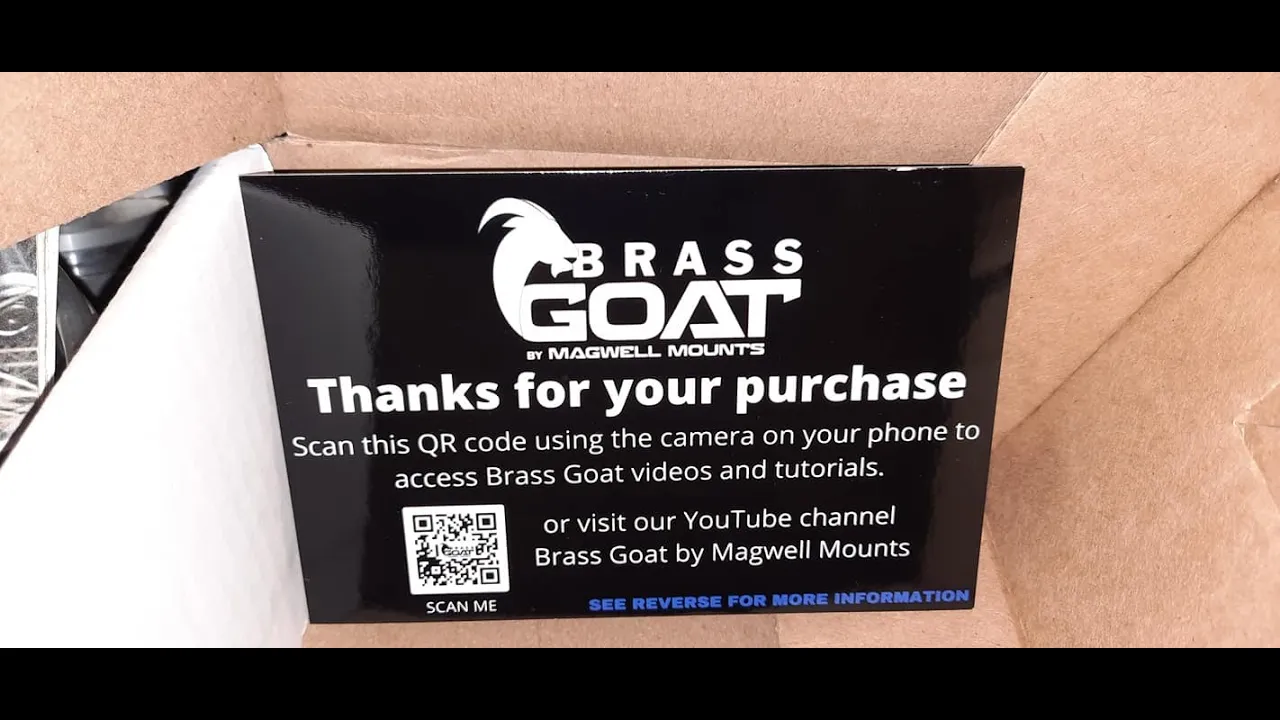 BRASS
GOAT
BY MAGWELL MOUNTS
Thanks for your purchase
Scan this QR code using the camera on your phone to
access Brass Goat videos and tutorials.
or visit our YouTube channel
Brass Goat by Magwell Mounts
SCAN ME
SEE REVERSE FOR MORE INFORMATION